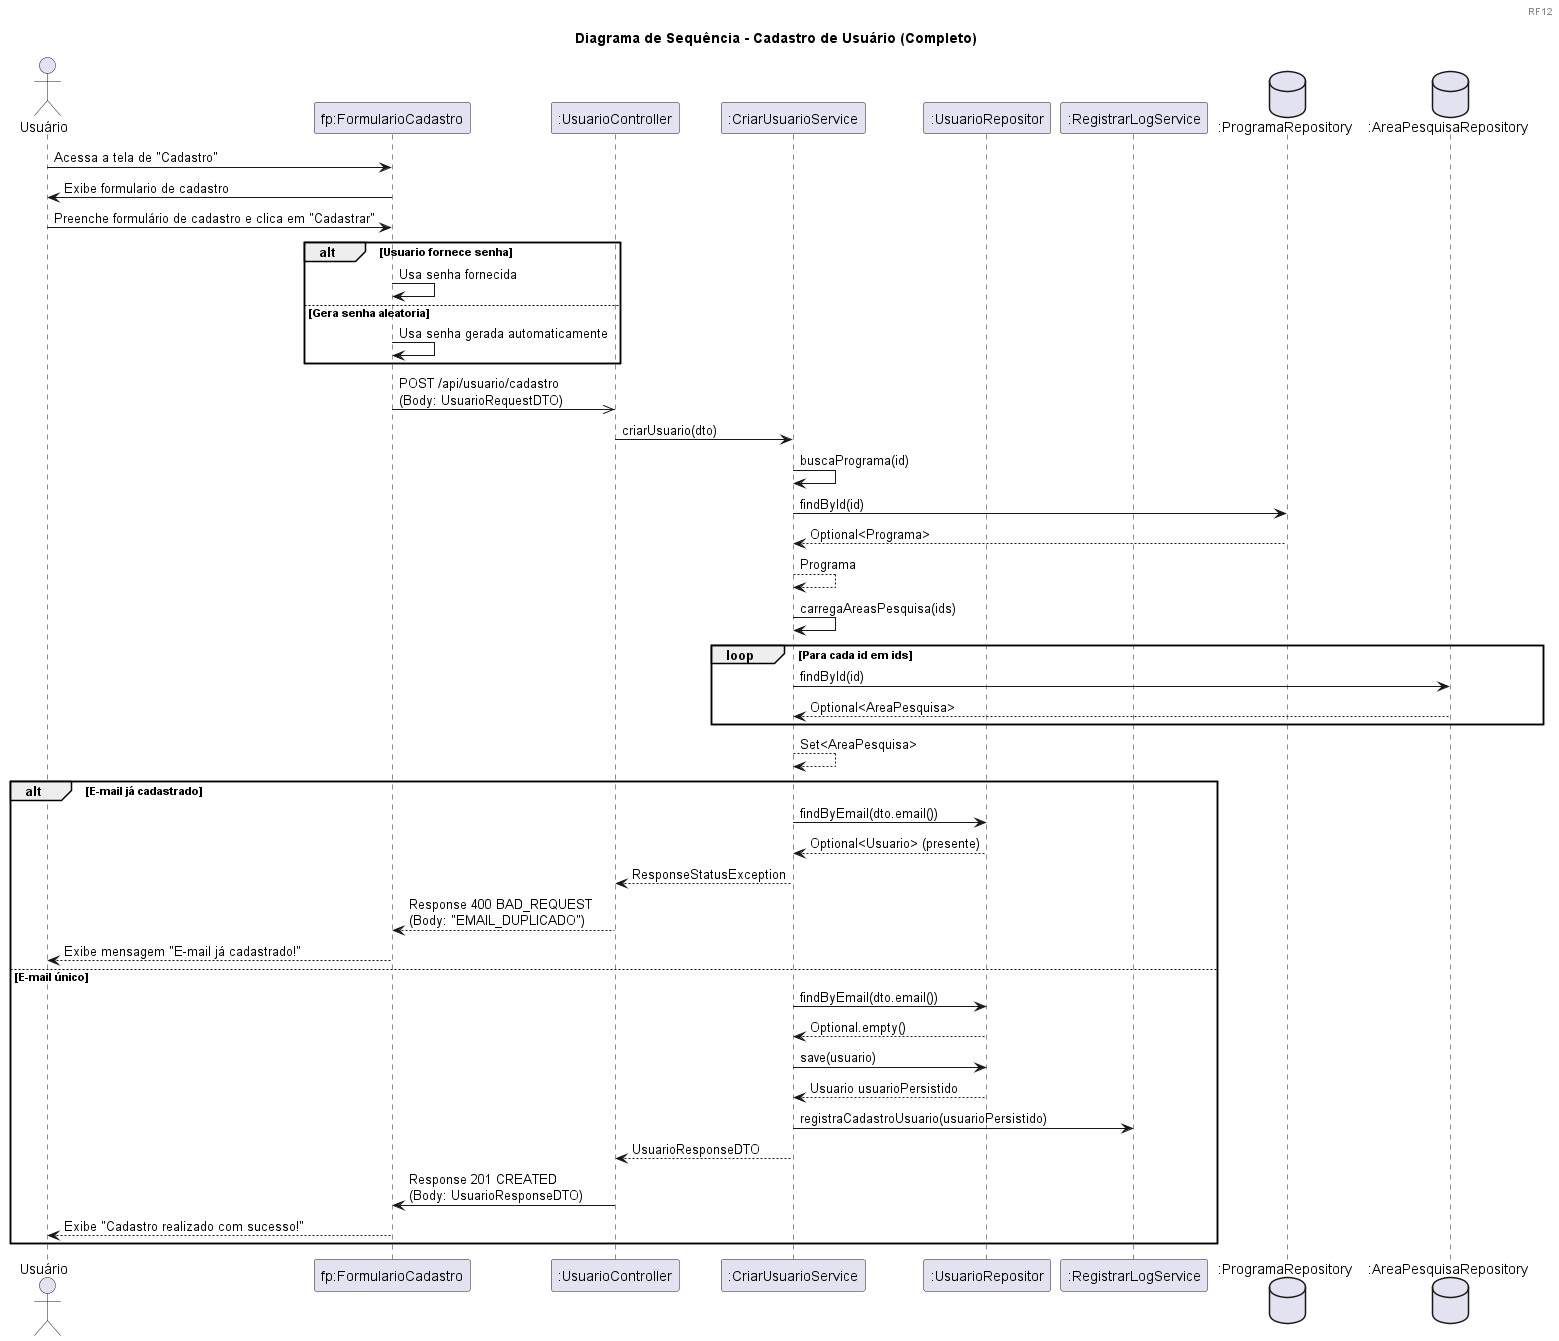 RF12
Diagrama de Sequência - Cadastro de Usuário (Completo)
Usuário
fp:FormularioCadastro
:UsuarioController
:CriarUsuarioService
:UsuarioRepositor
:RegistrarLogService
:ProgramaRepository
:AreaPesquisaRepository
Acessa a tela de "Cadastro"
Exibe formulario de cadastro
Preenche formulário de cadastro e clica em "Cadastrar"
alt
[Usuario fornece senha]
Usa senha fornecida
[Gera senha aleatoria]
Usa senha gerada automaticamente
POST /api/usuario/cadastro
(Body: UsuarioRequestDTO)
criarUsuario(dto)
buscaPrograma(id)
findById(id)
Optional<Programa>
Programa
carregaAreasPesquisa(ids)
loop
[Para cada id em ids]
findById(id)
Optional<AreaPesquisa>
Set<AreaPesquisa>
alt
[E-mail já cadastrado]
findByEmail(dto.email())
Optional<Usuario> (presente)
ResponseStatusException
Response 400 BAD_REQUEST
(Body: "EMAIL_DUPLICADO")
Exibe mensagem "E-mail já cadastrado!"
[E-mail único]
findByEmail(dto.email())
Optional.empty()
save(usuario)
Usuario usuarioPersistido
registraCadastroUsuario(usuarioPersistido)
UsuarioResponseDTO
Response 201 CREATED
(Body: UsuarioResponseDTO)
Exibe "Cadastro realizado com sucesso!"
Usuário
fp:FormularioCadastro
:UsuarioController
:CriarUsuarioService
:UsuarioRepositor
:RegistrarLogService
:ProgramaRepository
:AreaPesquisaRepository